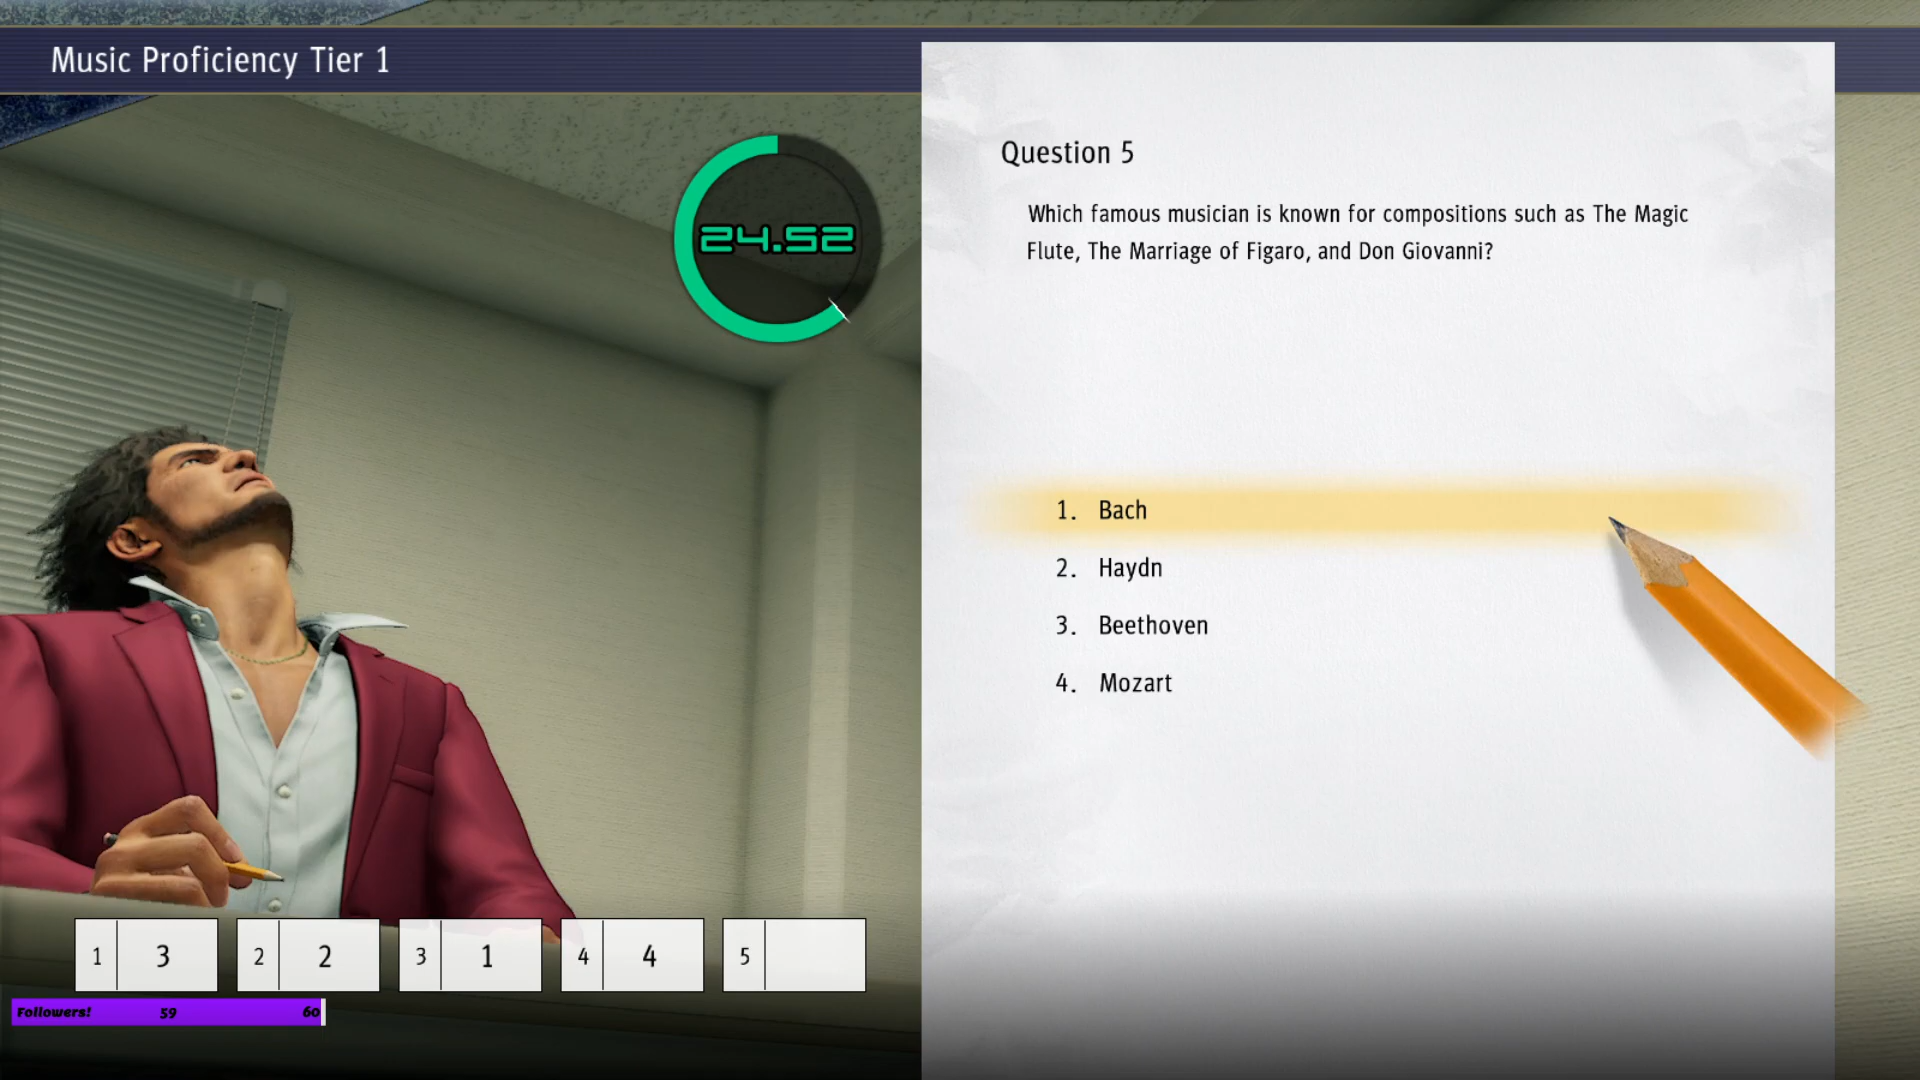 Music Proficiency Tier 1
24.52
Question 5
Which famous musician is known for compositions such as The Magic
Flute, The Marriage of Figaro, and Don Giovanni?
1. Bach
2. Haydn
3. Beethoven
4. Mozart
1 3 2 2 3 1 4 4 5
Followers! 59 60